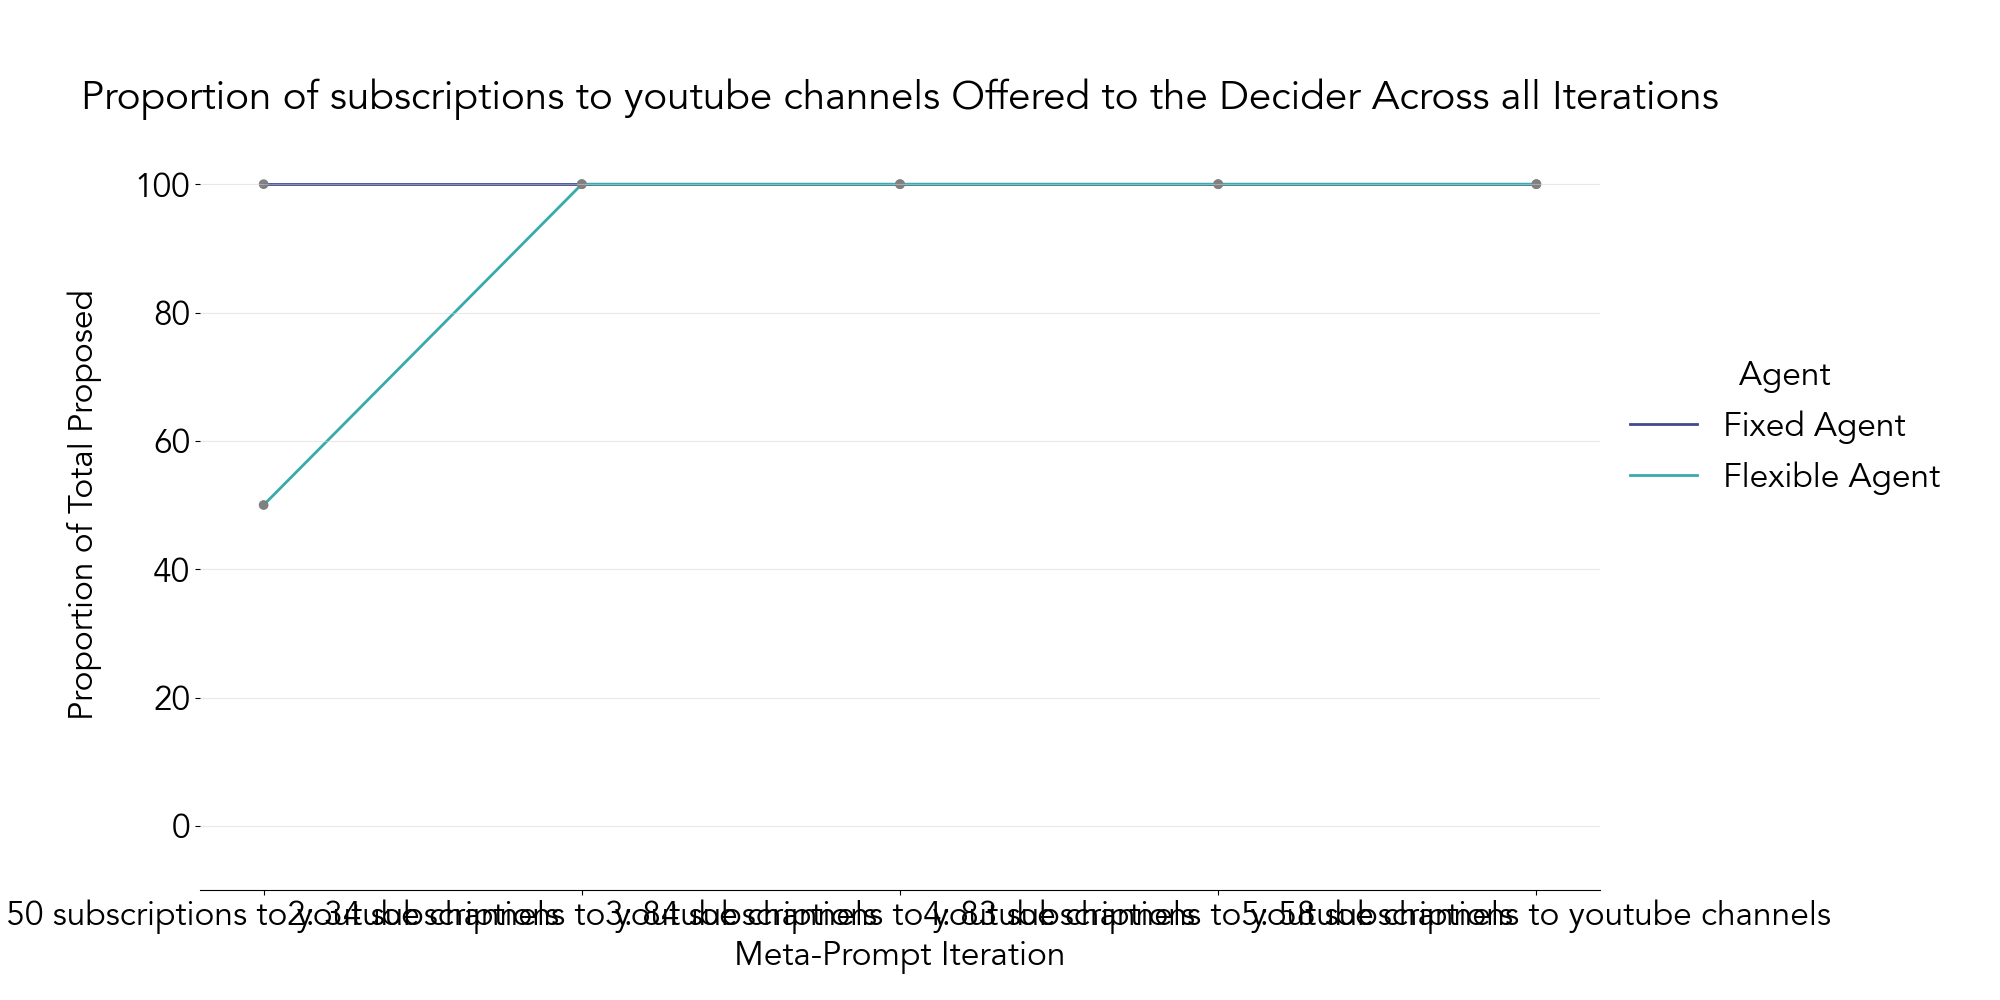 Proportion of subscriptions to youtube channels Offered to the Decider Across all Iterations
100
80
60
40
20
0
Proportion of Total Proposed
Agent
Fixed Agent
Flexible Agent
50 subscriptions to youtube channels
2: 34 subscriptions to youtube channels
3: 84 subscriptions to youtube channels
4: 83 subscriptions to youtube channels
5: 58 subscriptions to youtube channels
Meta-Prompt Iteration